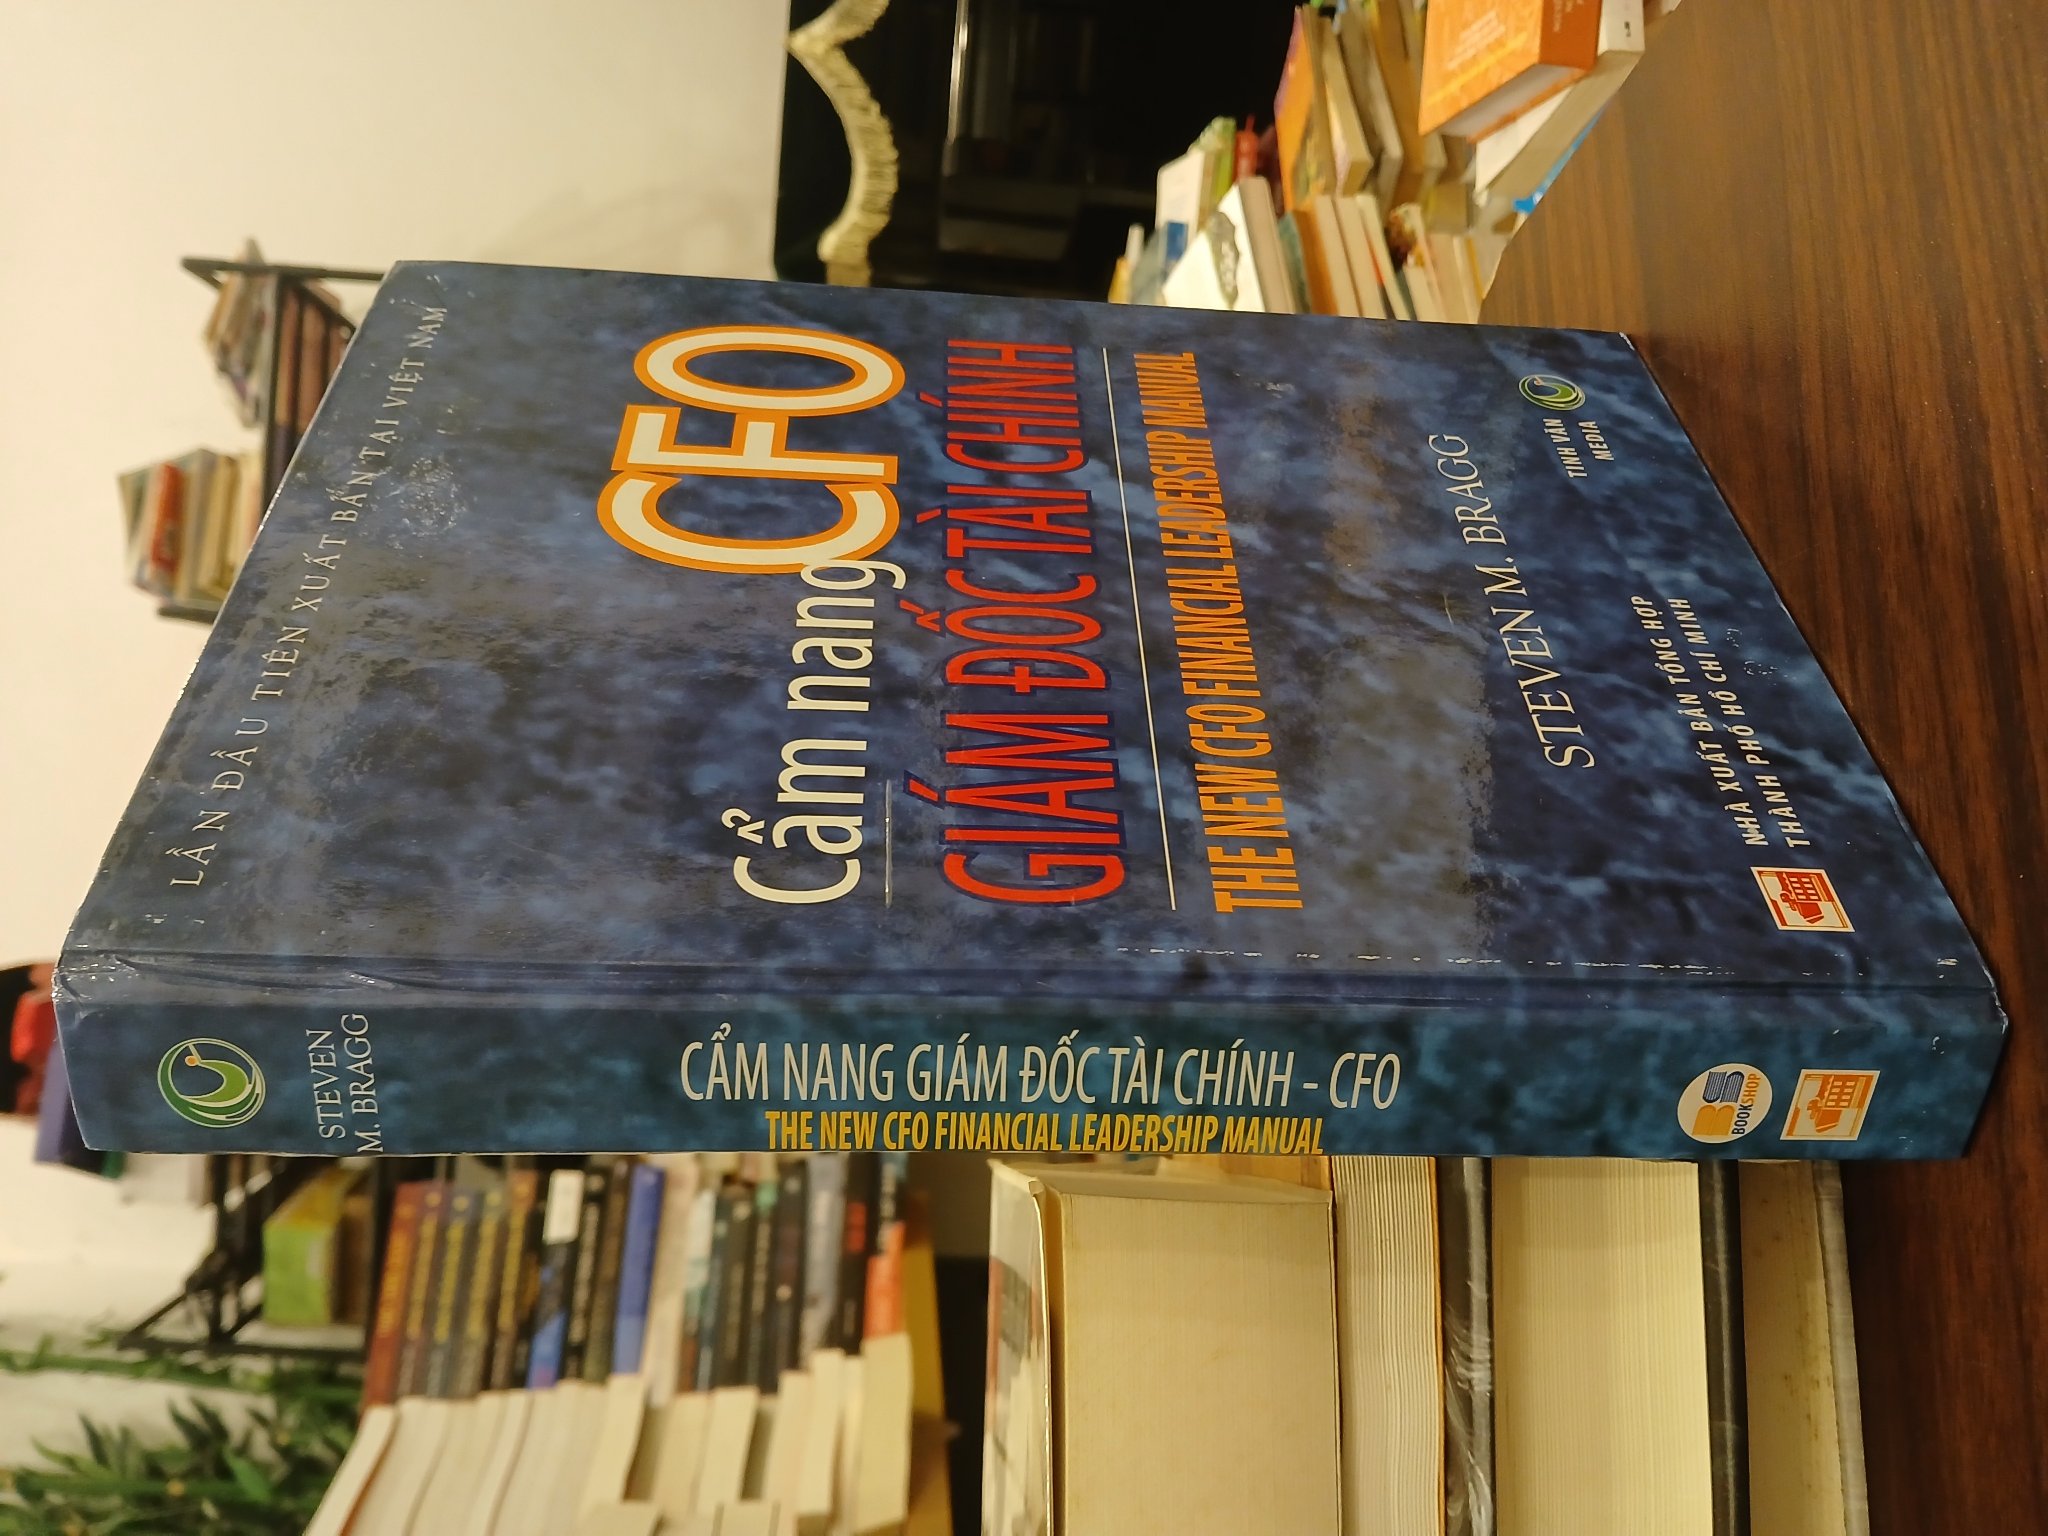 LẦN ĐẦU TIÊN XUẤT BẢN TẠI VIỆT NAM
Cẩm nang CFO
GIÁM ĐỐC TÀI CHÍNH
THE NEW CFO FINANCIAL LEADERSHIP MANUAL
STEVEN M. BRAGG
NHÀ XUẤT BẢN TỔNG HỢP
THÀNH PHỐ HỒ CHÍ MINH
TINH VĂN
MEDIA
STEVEN
M. BRAGG
CẨM NANG GIÁM ĐỐC TÀI CHÍNH - CFO
THE NEW CFO FINANCIAL LEADERSHIP MANUAL
BS
BOOKSHOP